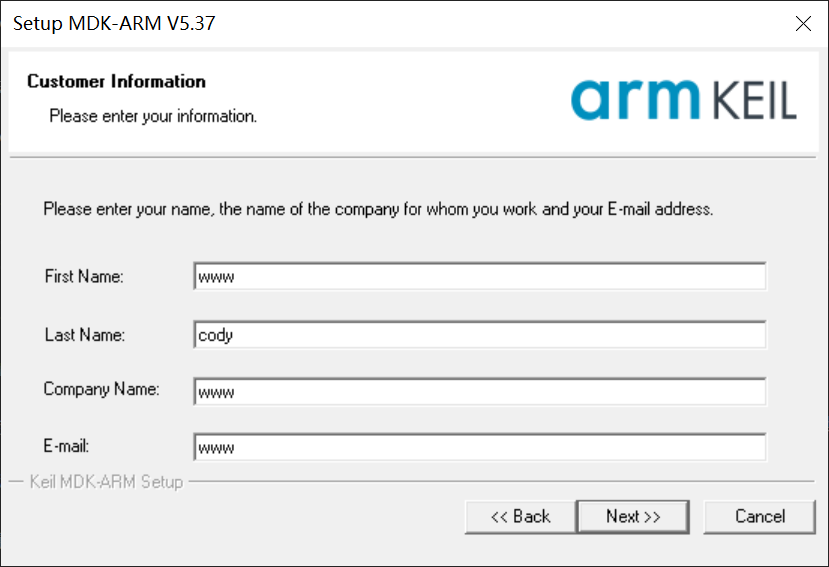 Setup MDK-ARM V5.37
Customer Information
Please enter your information.
arm KEIL
Please enter your name, the name of the company for whom you work and your E-mail address.
First Name: www
Last Name: cody
Company Name: www
E-mail: www
Keil MDK-ARM Setup
<< Back Next >> Cancel